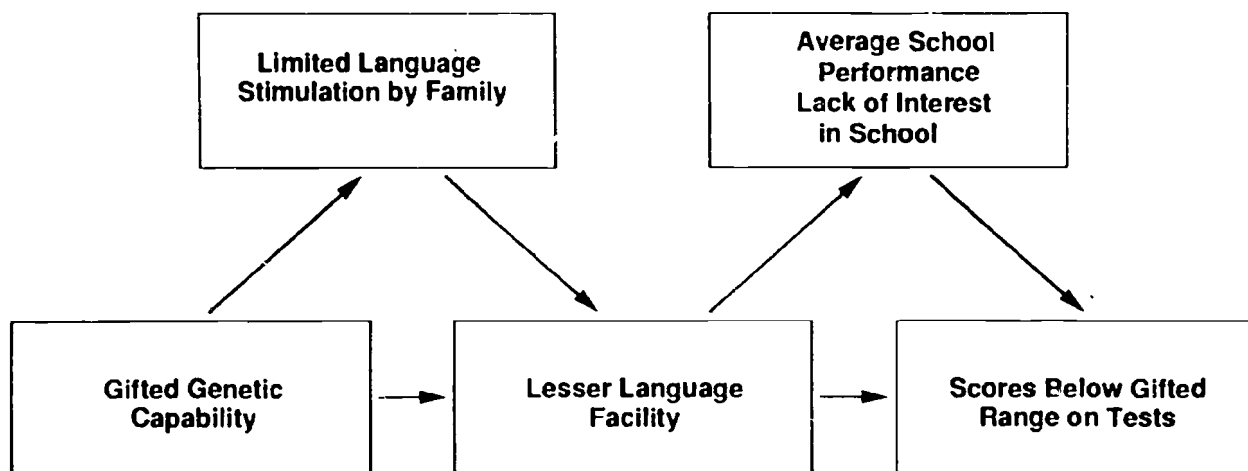 Limited Language
Stimulation by Family
Average School
Performance
Lack of Interest
in School
Gifted Genetic
Capability
Lesser Language
Facility
Scores Below Gifted
Range on Tests